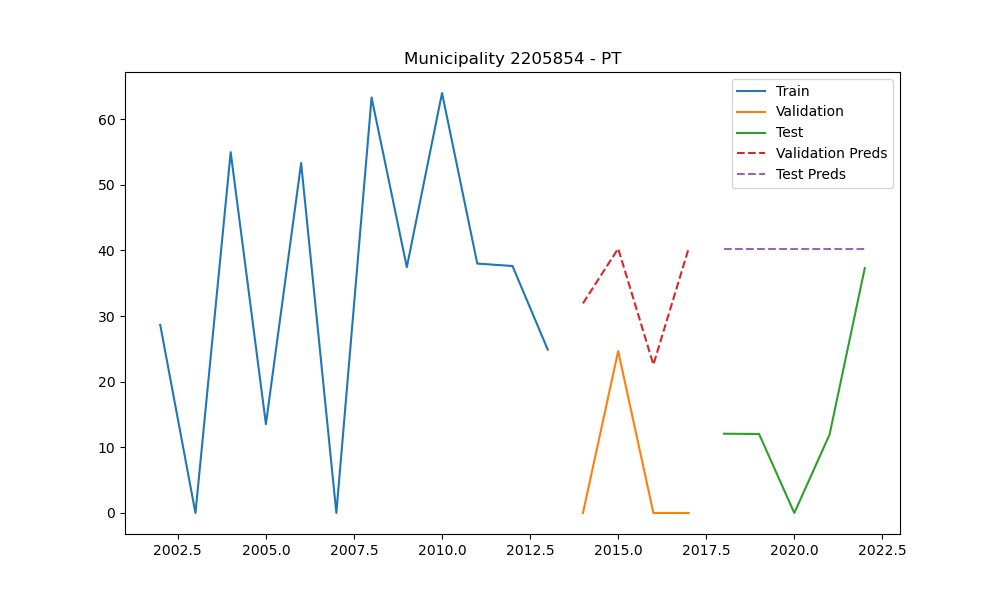 Municipality 2205854 - PT
Train
Validation
Test
Validation Preds
Test Preds
60
50
40
30
20
10
0
2002.5 2005.0 2007.5 2010.0 2012.5 2015.0 2017.5 2020.0 2022.5